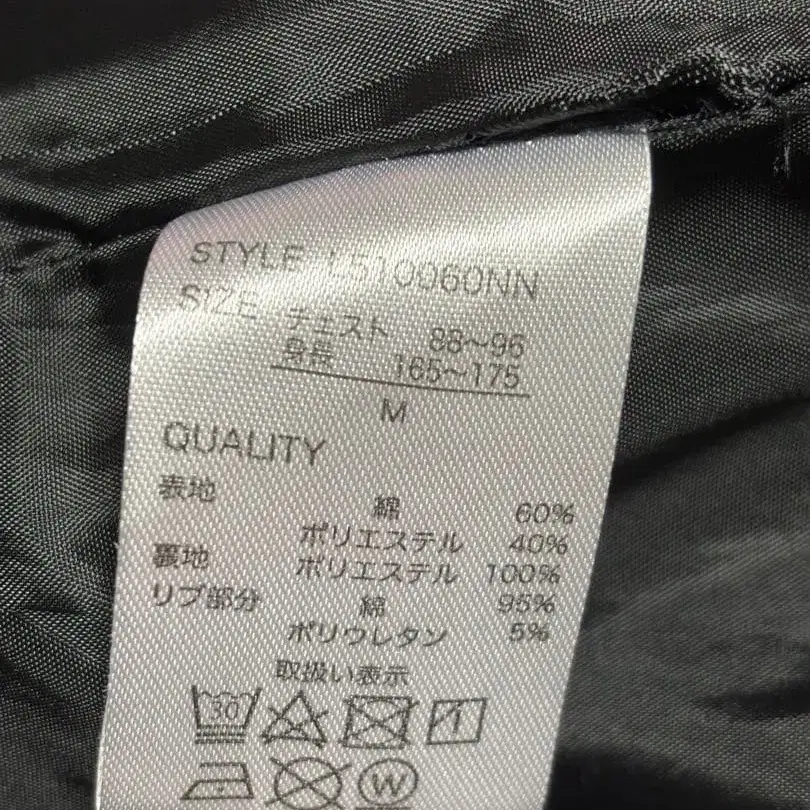 STYLE L510060NN
SIZE チェスト 88~96
身長 165~175
M
QUALITY
表地 綿 60%
ポリエステル 40%
裏地 ポリエステル 100%
リブ部分 綿 95%
ポリウレタン 5%
取扱い表示
30
W